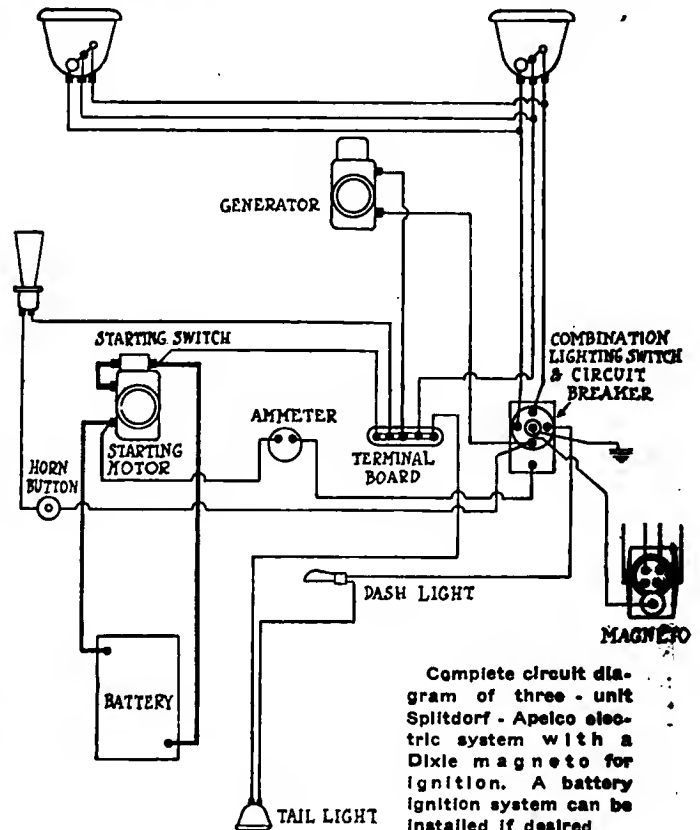 GENERATOR
STARTING SWITCH
COMBINATION
LIGHTING SWITCH
& CIRCUIT
BREAKER
AMMETER
STARTING
MOTOR
TERMINAL
BOARD
HORN
BUTTON
DASH LIGHT
MAGNETO
BATTERY
TAIL LIGHT
Complete circuit dia-
gram of three - unit
Splitdorf - Apelco elec-
tric system with a
Dixie magneto for
ignition. A battery
ignition system can be
installed if desired